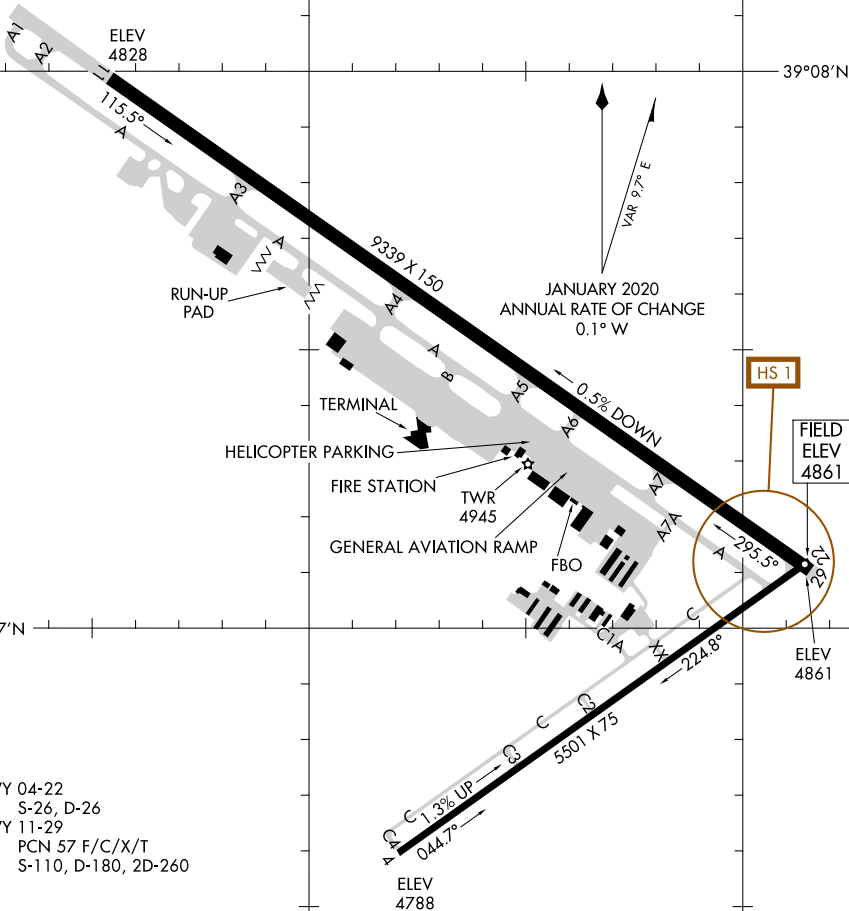 A1
A2
ELEV
4828
39°08'N
11
115.5°
A
VAR 9.7° E
A3
A
9339 X 150
JANUARY 2020
ANNUAL RATE OF CHANGE
0.1° W
RUN-UP
PAD
A4
A
B
A5
0.5% DOWN
HS 1
A6
TERMINAL
FIELD
ELEV
4861
HELICOPTER PARKING
FIRE STATION
TWR
4945
A7
A7A
GENERAL AVIATION RAMP
FBO
A
295.5°
22
29
7'N
C
C1A
XX
224.8°
ELEV
4861
C2
C
5501 X 75
C3
Y 04-22
S-26, D-26
Y 11-29
PCN 57 F/C/X/T
S-110, D-180, 2D-260
1.3% UP
C
044.7°
C4
4
ELEV
4788